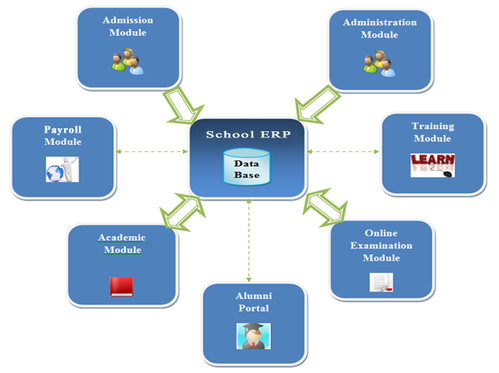 Admission
Module
Administration
Module
Payroll
Module
School ERP
Data
Base
Training
Module
LEARN
Academic
Module
Online
Examination
Module
Alumni
Portal